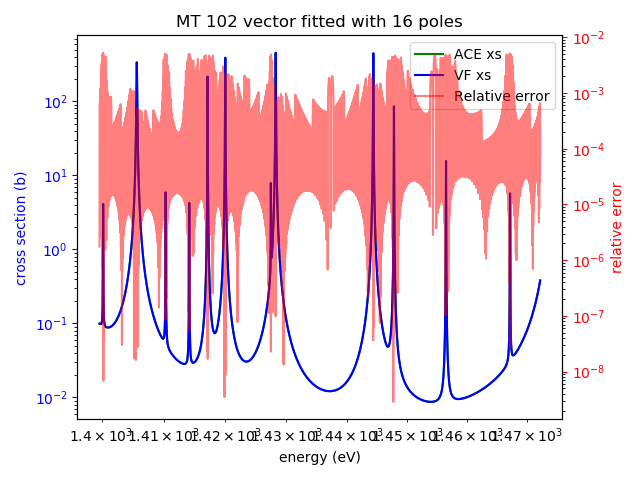 MT 102 vector fitted with 16 poles
ACE xs
VF xs
Relative error
cross section (b)
10²
10¹
10⁰
10⁻¹
10⁻²
10⁻²
10⁻³
10⁻⁴
10⁻⁵
10⁻⁶
10⁻⁷
10⁻⁸
relative error
1.4 × 10³ 1.41 × 10³ 1.42 × 10³ 1.43 × 10³ 1.44 × 10³ 1.45 × 10³ 1.46 × 10³ 1.47 × 10³
energy (eV)